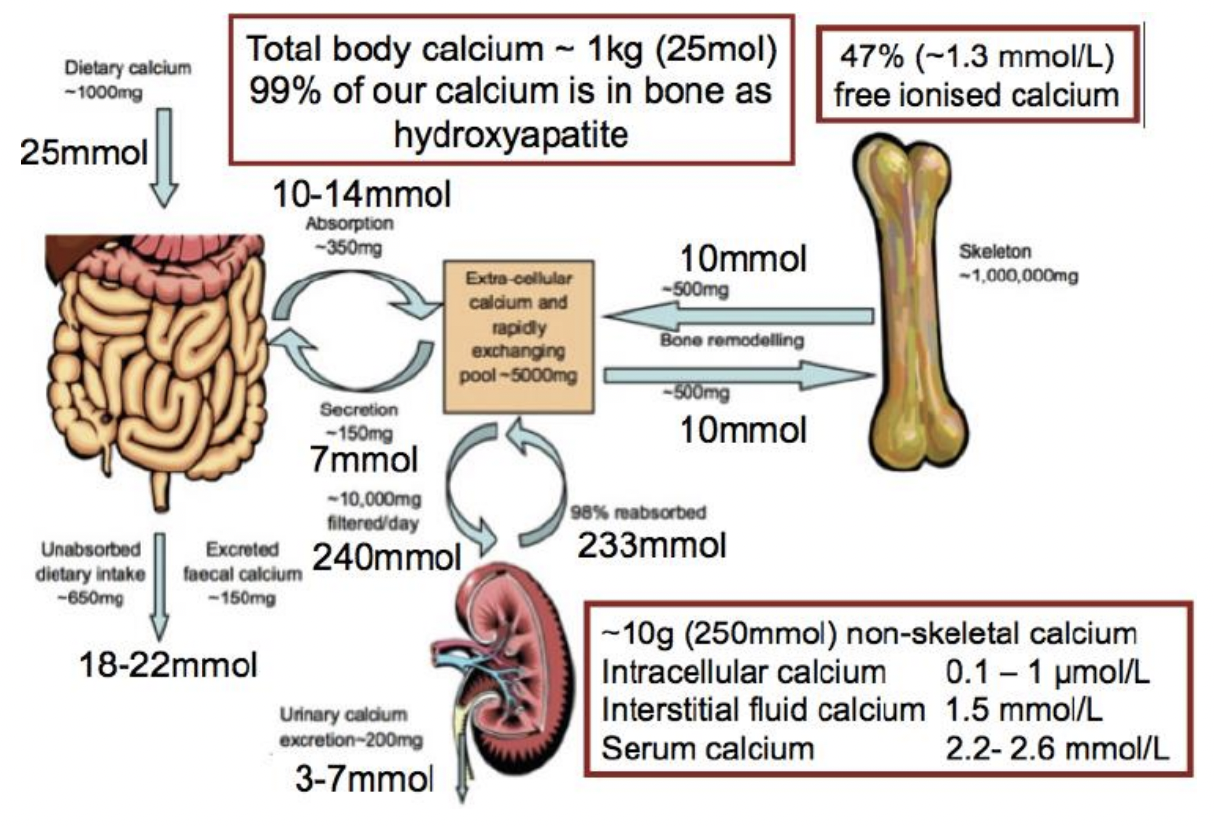 Dietary calcium
~1000mg
25mmol
Total body calcium ~ 1kg (25mol)
99% of our calcium is in bone as
hydroxyapatite
47% (~1.3 mmol/L)
free ionised calcium
10-14mmol
Absorption
~350mg
Extra-cellular
calcium and
rapidly
exchanging
pool ~5000mg
10mmol
~500mg
Bone remodelling
~500mg
10mmol
Skeleton
~1,000,000mg
Secretion
~150mg
7mmol
~10,000mg
filtered/day
240mmol
98% reabsorbed
233mmol
Unabsorbed
dietary intake
~650mg
Excreted
faecal calcium
~150mg
18-22mmol
Urinary calcium
excretion~200mg
3-7mmol
~10g (250mmol) non-skeletal calcium
Intracellular calcium 0.1 – 1 µmol/L
Interstitial fluid calcium 1.5 mmol/L
Serum calcium 2.2- 2.6 mmol/L